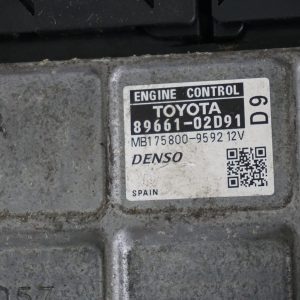 ENGINE CONTROL
TOYOTA
89661-02D91
D9
MB175800-9592 12V
DENSO
SPAIN